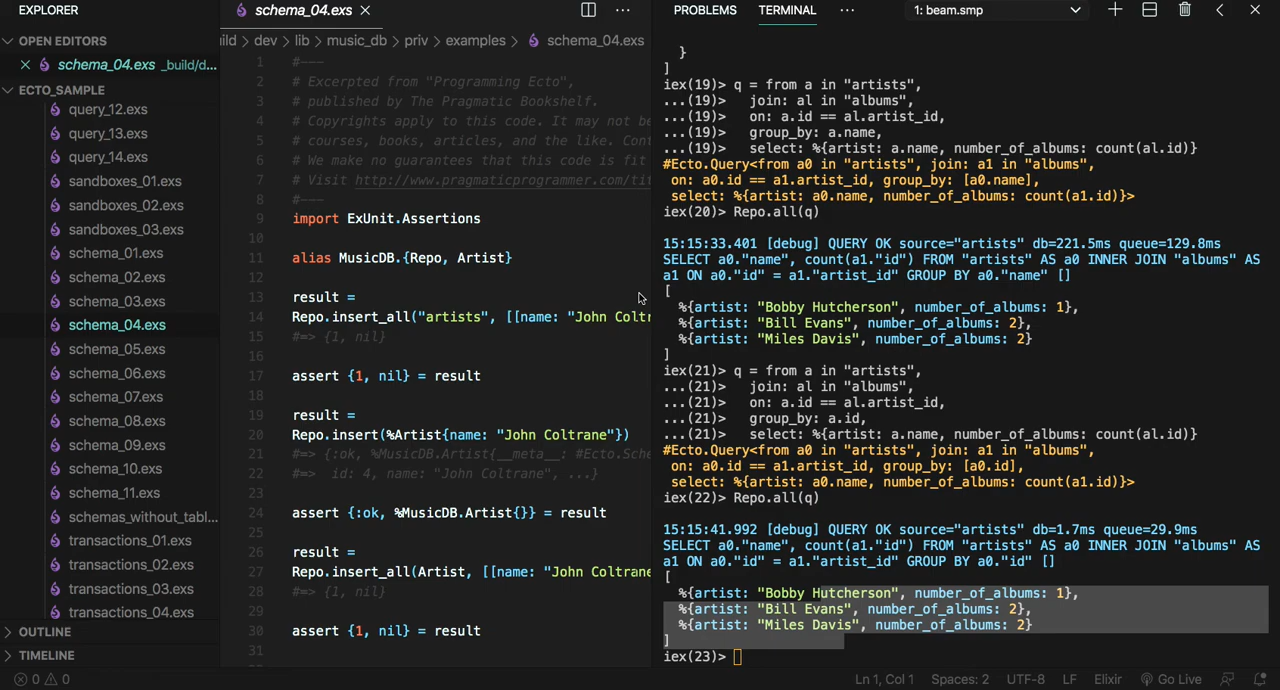 EXPLORER
OPEN EDITORS
schema_04.exs _build/d...
ECTO_SAMPLE
query_12.exs
query_13.exs
query_14.exs
sandboxes_01.exs
sandboxes_02.exs
sandboxes_03.exs
schema_01.exs
schema_02.exs
schema_03.exs
schema_04.exs
schema_05.exs
schema_06.exs
schema_07.exs
schema_08.exs
schema_09.exs
schema_10.exs
schema_11.exs
schemas_without_tabl...
transactions_01.exs
transactions_02.exs
transactions_03.exs
transactions_04.exs
OUTLINE
TIMELINE
schema_04.exs
ild > dev > lib > music_db > priv > examples > schema_04.exs
1 #---
2 # Excerpted from "Programming Ecto",
3 # published by The Pragmatic Bookshelf.
4 # Copyrights apply to this code. It may not be
5 # courses, books, articles, and the like. Cont
6 # We make no guarantees that this code is fit
7 # Visit http://www.pragmaticprogrammer.com/tit
8 #---
9 import ExUnit.Assertions
10
11 alias MusicDB.{Repo, Artist}
12
13 result =
14 Repo.insert_all("artists", [[name: "John Coltr
15 #=> {1, nil}
16
17 assert {1, nil} = result
18
19 result =
20 Repo.insert(%Artist{name: "John Coltrane"})
21 #=> {:ok, %MusicDB.Artist{__meta__: #Ecto.Sche
22 #=> id: 4, name: "John Coltrane", ...}
23
24 assert {:ok, %MusicDB.Artist{}} = result
25
26 result =
27 Repo.insert_all(Artist, [[name: "John Coltrane
28 #=> {1, nil}
29
30 assert {1, nil} = result
31
PROBLEMS TERMINAL ... 1: beam.smp
}
]
iex(19)> q = from a in "artists",
...(19)> join: al in "albums",
...(19)> on: a.id == al.artist_id,
...(19)> group_by: a.name,
...(19)> select: %{artist: a.name, number_of_albums: count(al.id)}
#Ecto.Query<from a0 in "artists", join: a1 in "albums",
on: a0.id == a1.artist_id, group_by: [a0.name],
select: %{artist: a0.name, number_of_albums: count(a1.id)}>
iex(20)> Repo.all(q)
15:15:33.401 [debug] QUERY OK source="artists" db=221.5ms queue=129.8ms
SELECT a0."name", count(a1."id") FROM "artists" AS a0 INNER JOIN "albums" AS
a1 ON a0."id" = a1."artist_id" GROUP BY a0."name" []
[
%{artist: "Bobby Hutcherson", number_of_albums: 1},
%{artist: "Bill Evans", number_of_albums: 2},
%{artist: "Miles Davis", number_of_albums: 2}
]
iex(21)> q = from a in "artists",
...(21)> join: al in "albums",
...(21)> on: a.id == al.artist_id,
...(21)> group_by: a.id,
...(21)> select: %{artist: a.name, number_of_albums: count(al.id)}
#Ecto.Query<from a0 in "artists", join: a1 in "albums",
on: a0.id == a1.artist_id, group_by: [a0.id],
select: %{artist: a0.name, number_of_albums: count(a1.id)}>
iex(22)> Repo.all(q)
15:15:41.992 [debug] QUERY OK source="artists" db=1.7ms queue=29.9ms
SELECT a0."name", count(a1."id") FROM "artists" AS a0 INNER JOIN "albums" AS
a1 ON a0."id" = a1."artist_id" GROUP BY a0."id" []
[
%{artist: "Bobby Hutcherson", number_of_albums: 1},
%{artist: "Bill Evans", number_of_albums: 2},
%{artist: "Miles Davis", number_of_albums: 2}
]
iex(23)>
0 0 Ln 1, Col 1 Spaces: 2 UTF-8 LF Elixir Go Live